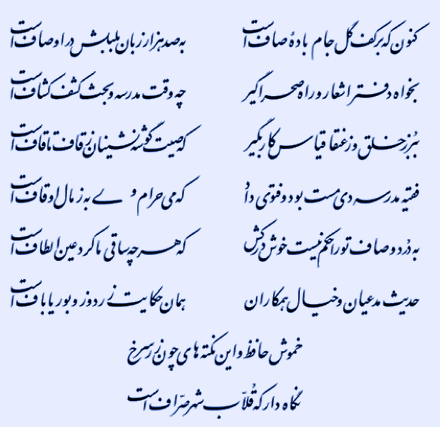 کنون که بر کف گل جام باده صاف است
به صد هزار زبان بلبلش در اوصاف است
بخواه دفتر اشعار و راه صحرا گیر
چه وقت مدرسه و بحث کشف کشاف است
ببر ز خلق و ز عنقا قیاس کار بگیر
که صیت گوشه نشینان ز قاف تا قاف است
فقیه مدرسه دی مست بود و فتوی داد
که می حرام ولی به ز مال اوقاف است
به درد و صاف تو را حکم نیست خوش درکش
که هر چه ساقی ما کرد عین الطاف است
حدیث مدعیان و خیال همکاران
همان حکایت زردوز و بوریاباف است
خموش حافظ و این نکته های چون زر سرخ
نگاه دار که قلّاب شهر صرّاف است